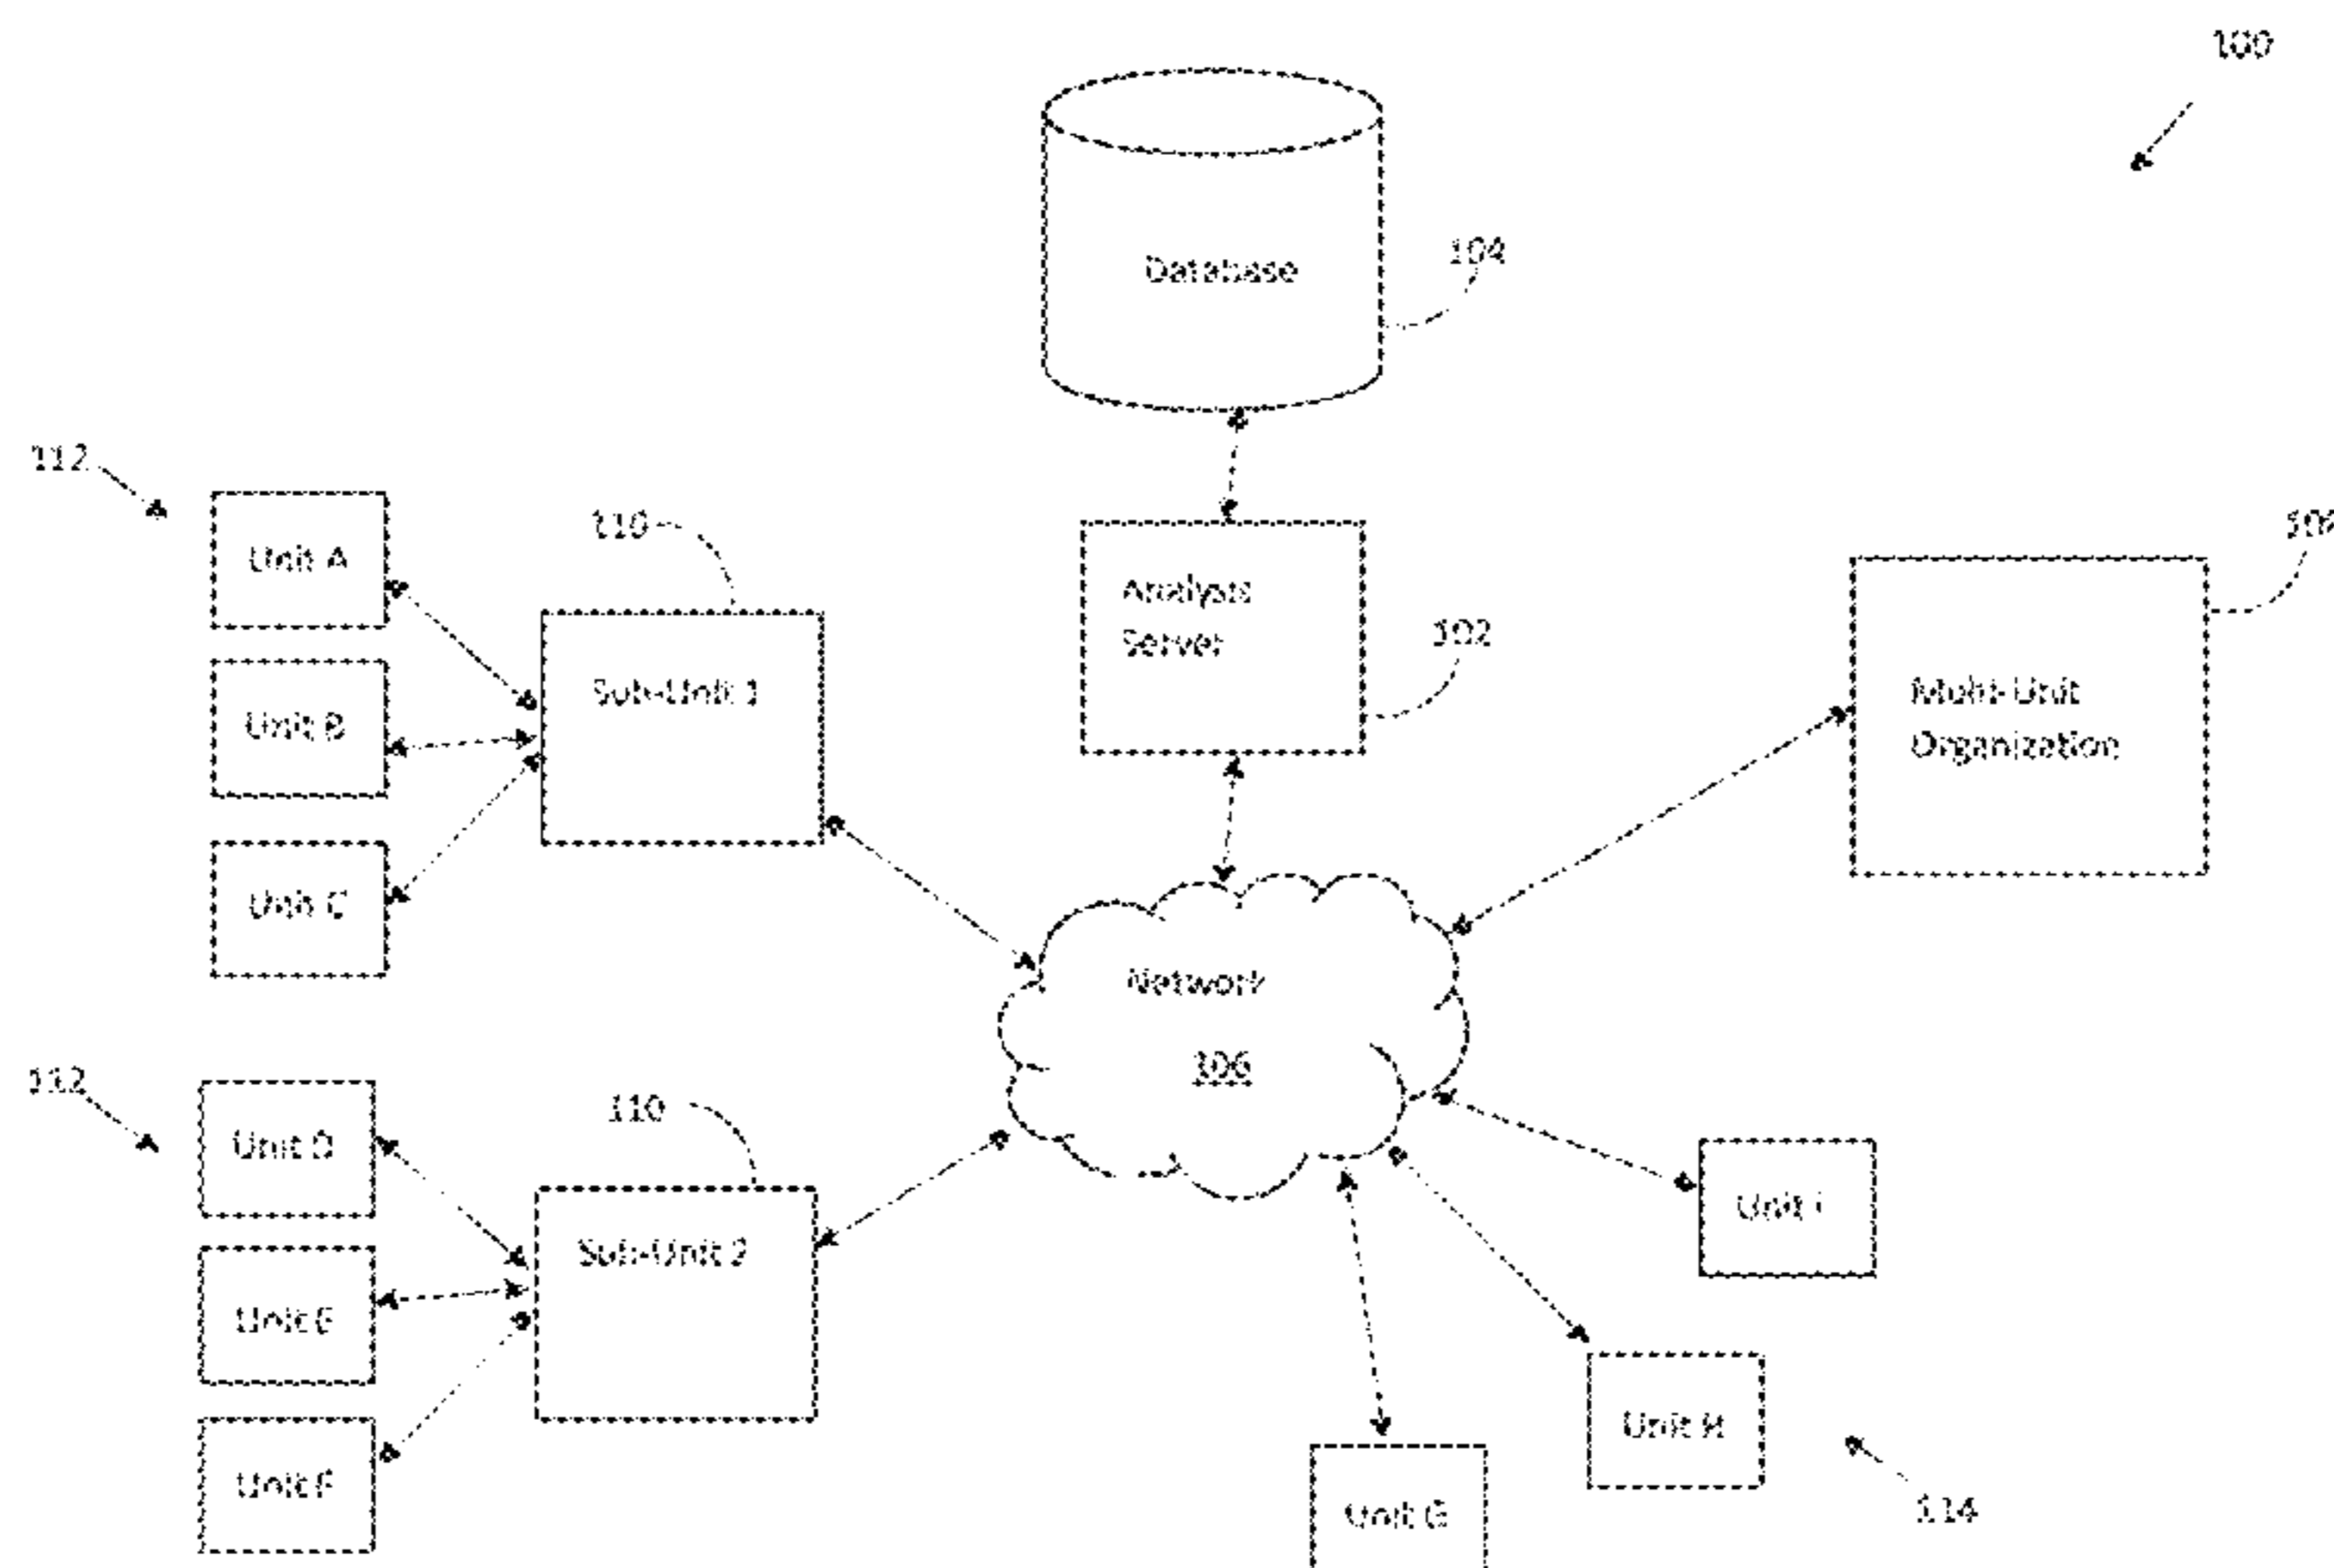 100
Database
104
112
Unit A
110
Analysis
Server
102
Sub-Unit 1
Multi-Unit
Organization
Unit B
Unit C
Network
106
112
Unit D
110
Unit E
Sub-Unit 2
Unit F
Unit I
Unit H
Unit G
114